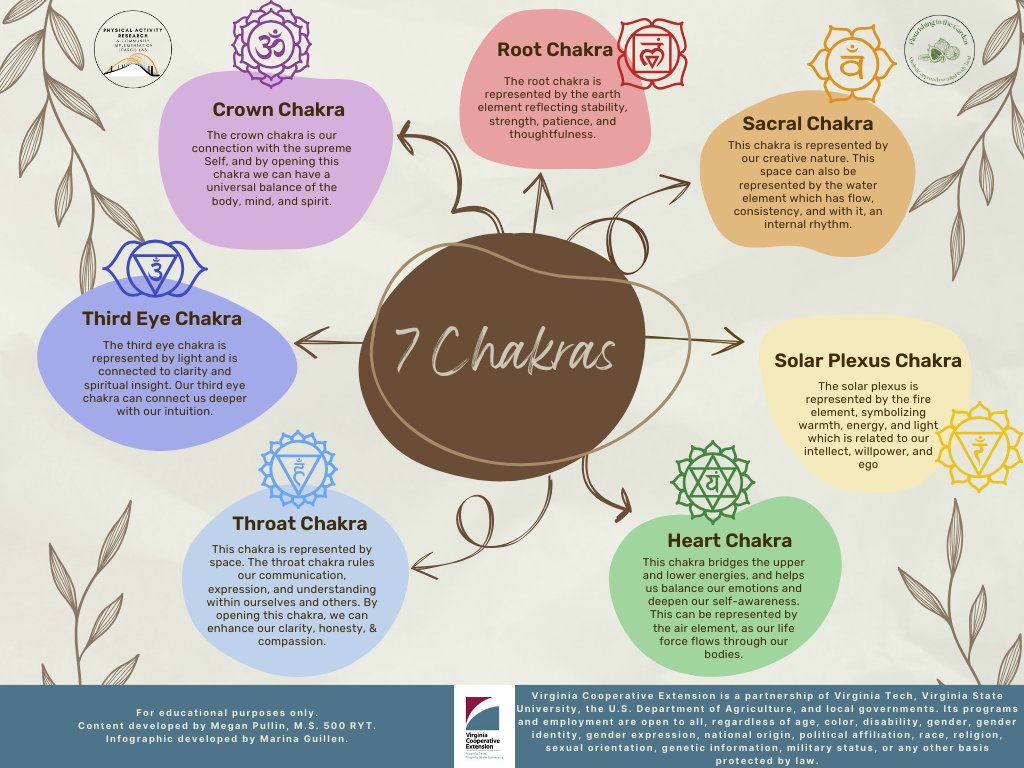 PHYSICAL ACTIVITY
RESEARCH
& COMMUNITY
IMPLEMENTATION
(PARCI) LAB
ॐ
Crown Chakra
The crown chakra is our
connection with the supreme
Self, and by opening this
chakra we can have a
universal balance of the
body, mind, and spirit.
Root Chakra
The root chakra is
represented by the earth
element reflecting stability,
strength, patience, and
thoughtfulness.
Flourishing in the Garden
Sacral Chakra
This chakra is represented by
our creative nature. This
space can also be
represented by the water
element which has flow,
consistency, and with it, an
internal rhythm.
Third Eye Chakra
The third eye chakra is
represented by light and is
connected to clarity and
spiritual insight. Our third eye
chakra can connect us deeper
with our intuition.
7 Chakras
Solar Plexus Chakra
The solar plexus is
represented by the fire
element, symbolizing
warmth, energy, and light
which is related to our
intellect, willpower, and
ego
Throat Chakra
This chakra is represented by
space. The throat chakra rules
our communication,
expression, and understanding
within ourselves and others. By
opening this chakra, we can
enhance our clarity, honesty, &
compassion.
Heart Chakra
This chakra bridges the upper
and lower energies, and helps
us balance our emotions and
deepen our self-awareness.
This can be represented by
the air element, as our life
force flows through our
bodies.
For educational purposes only.
Content developed by Megan Pullin, M.S. 500 RYT.
Infographic developed by Marina Guillen.
Virginia
Cooperative
Extension
Virginia Tech
Virginia State University
Virginia Cooperative Extension is a partnership of Virginia Tech, Virginia State
University, the U.S. Department of Agriculture, and local governments. Its programs
and employment are open to all, regardless of age, color, disability, gender, gender
identity, gender expression, national origin, political affiliation, race, religion,
sexual orientation, genetic information, military status, or any other basis
protected by law.